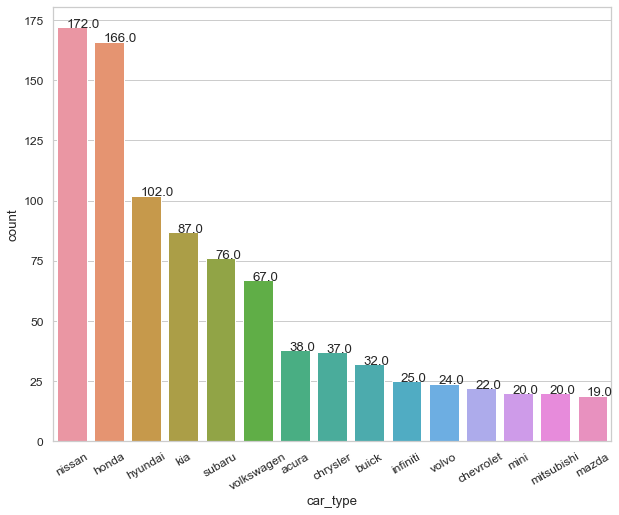 175
150
125
100
75
50
25
0
count
172.0
166.0
102.0
87.0
76.0
67.0
38.0
37.0
32.0
25.0
24.0
22.0
20.0
20.0
19.0
nissan
honda
hyundai
kia
subaru
volkswagen
acura
chrysler
buick
infiniti
volvo
chevrolet
mini
mitsubishi
mazda
car_type